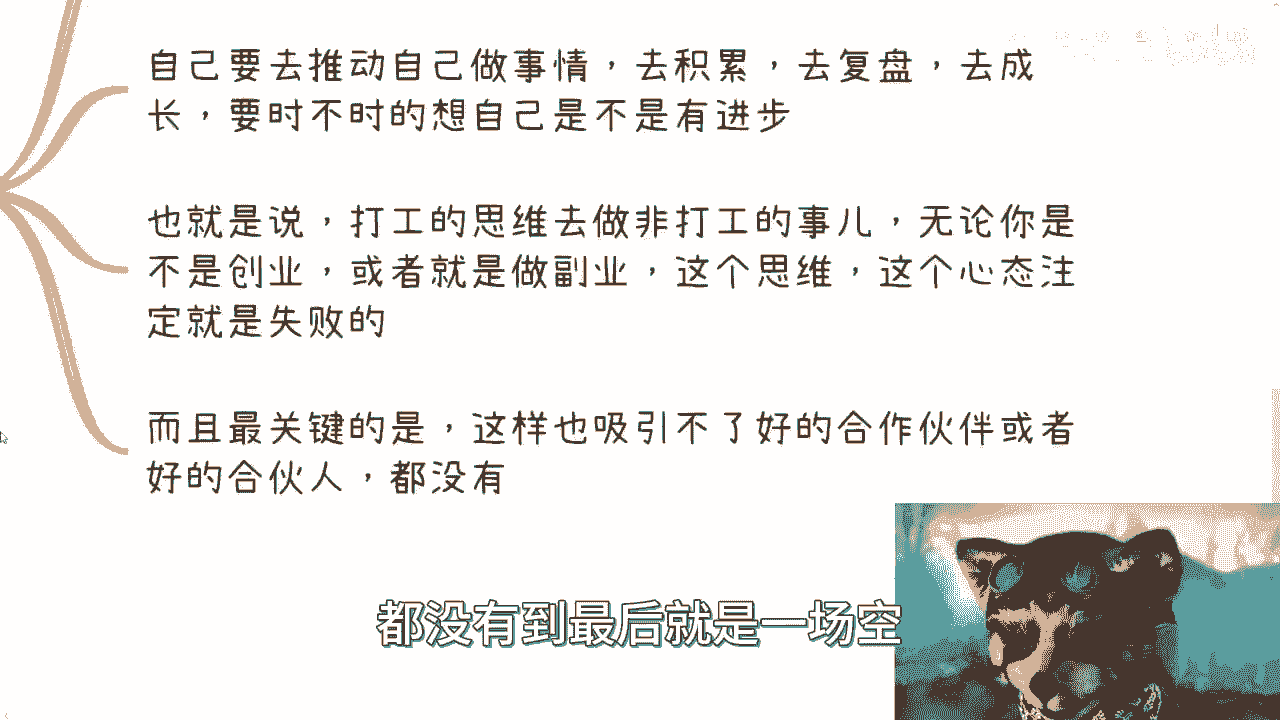 自己要去推动自己做事情，去积累，去复盘，去成
长，要时不时的想自己是不是有进步
也就是说，打工的思维去做非打工的事儿，无论你是
不是创业，或者就是做副业，这个思维，这个心态注
定就是失败的
而且最关键的是，这样也吸引不了好的合作伙伴或者
好的合伙人，都没有
都没有到最后就是一场空